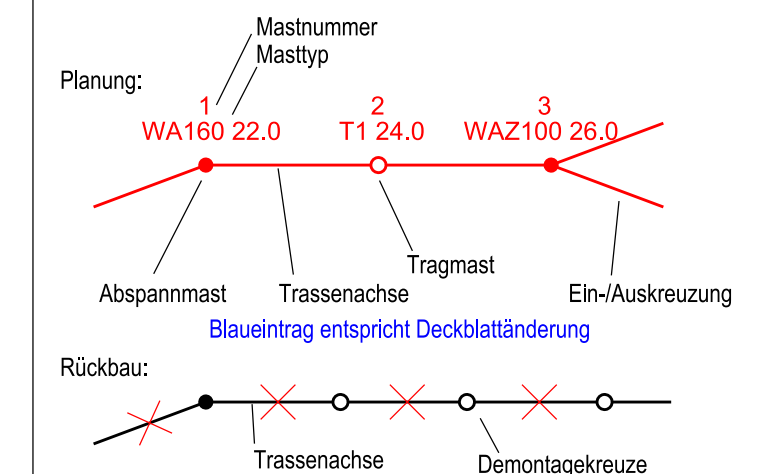 Mastnummer
Masttyp
Planung:
1 2 3
WA160 22.0 T1 24.0 WAZ100 26.0
Tragmast
Abspannmast Trassenachse Ein-/Auskreuzung
Blaueintrag entspricht Deckblattänderung
Rückbau:
Trassenachse Demontagekreuze